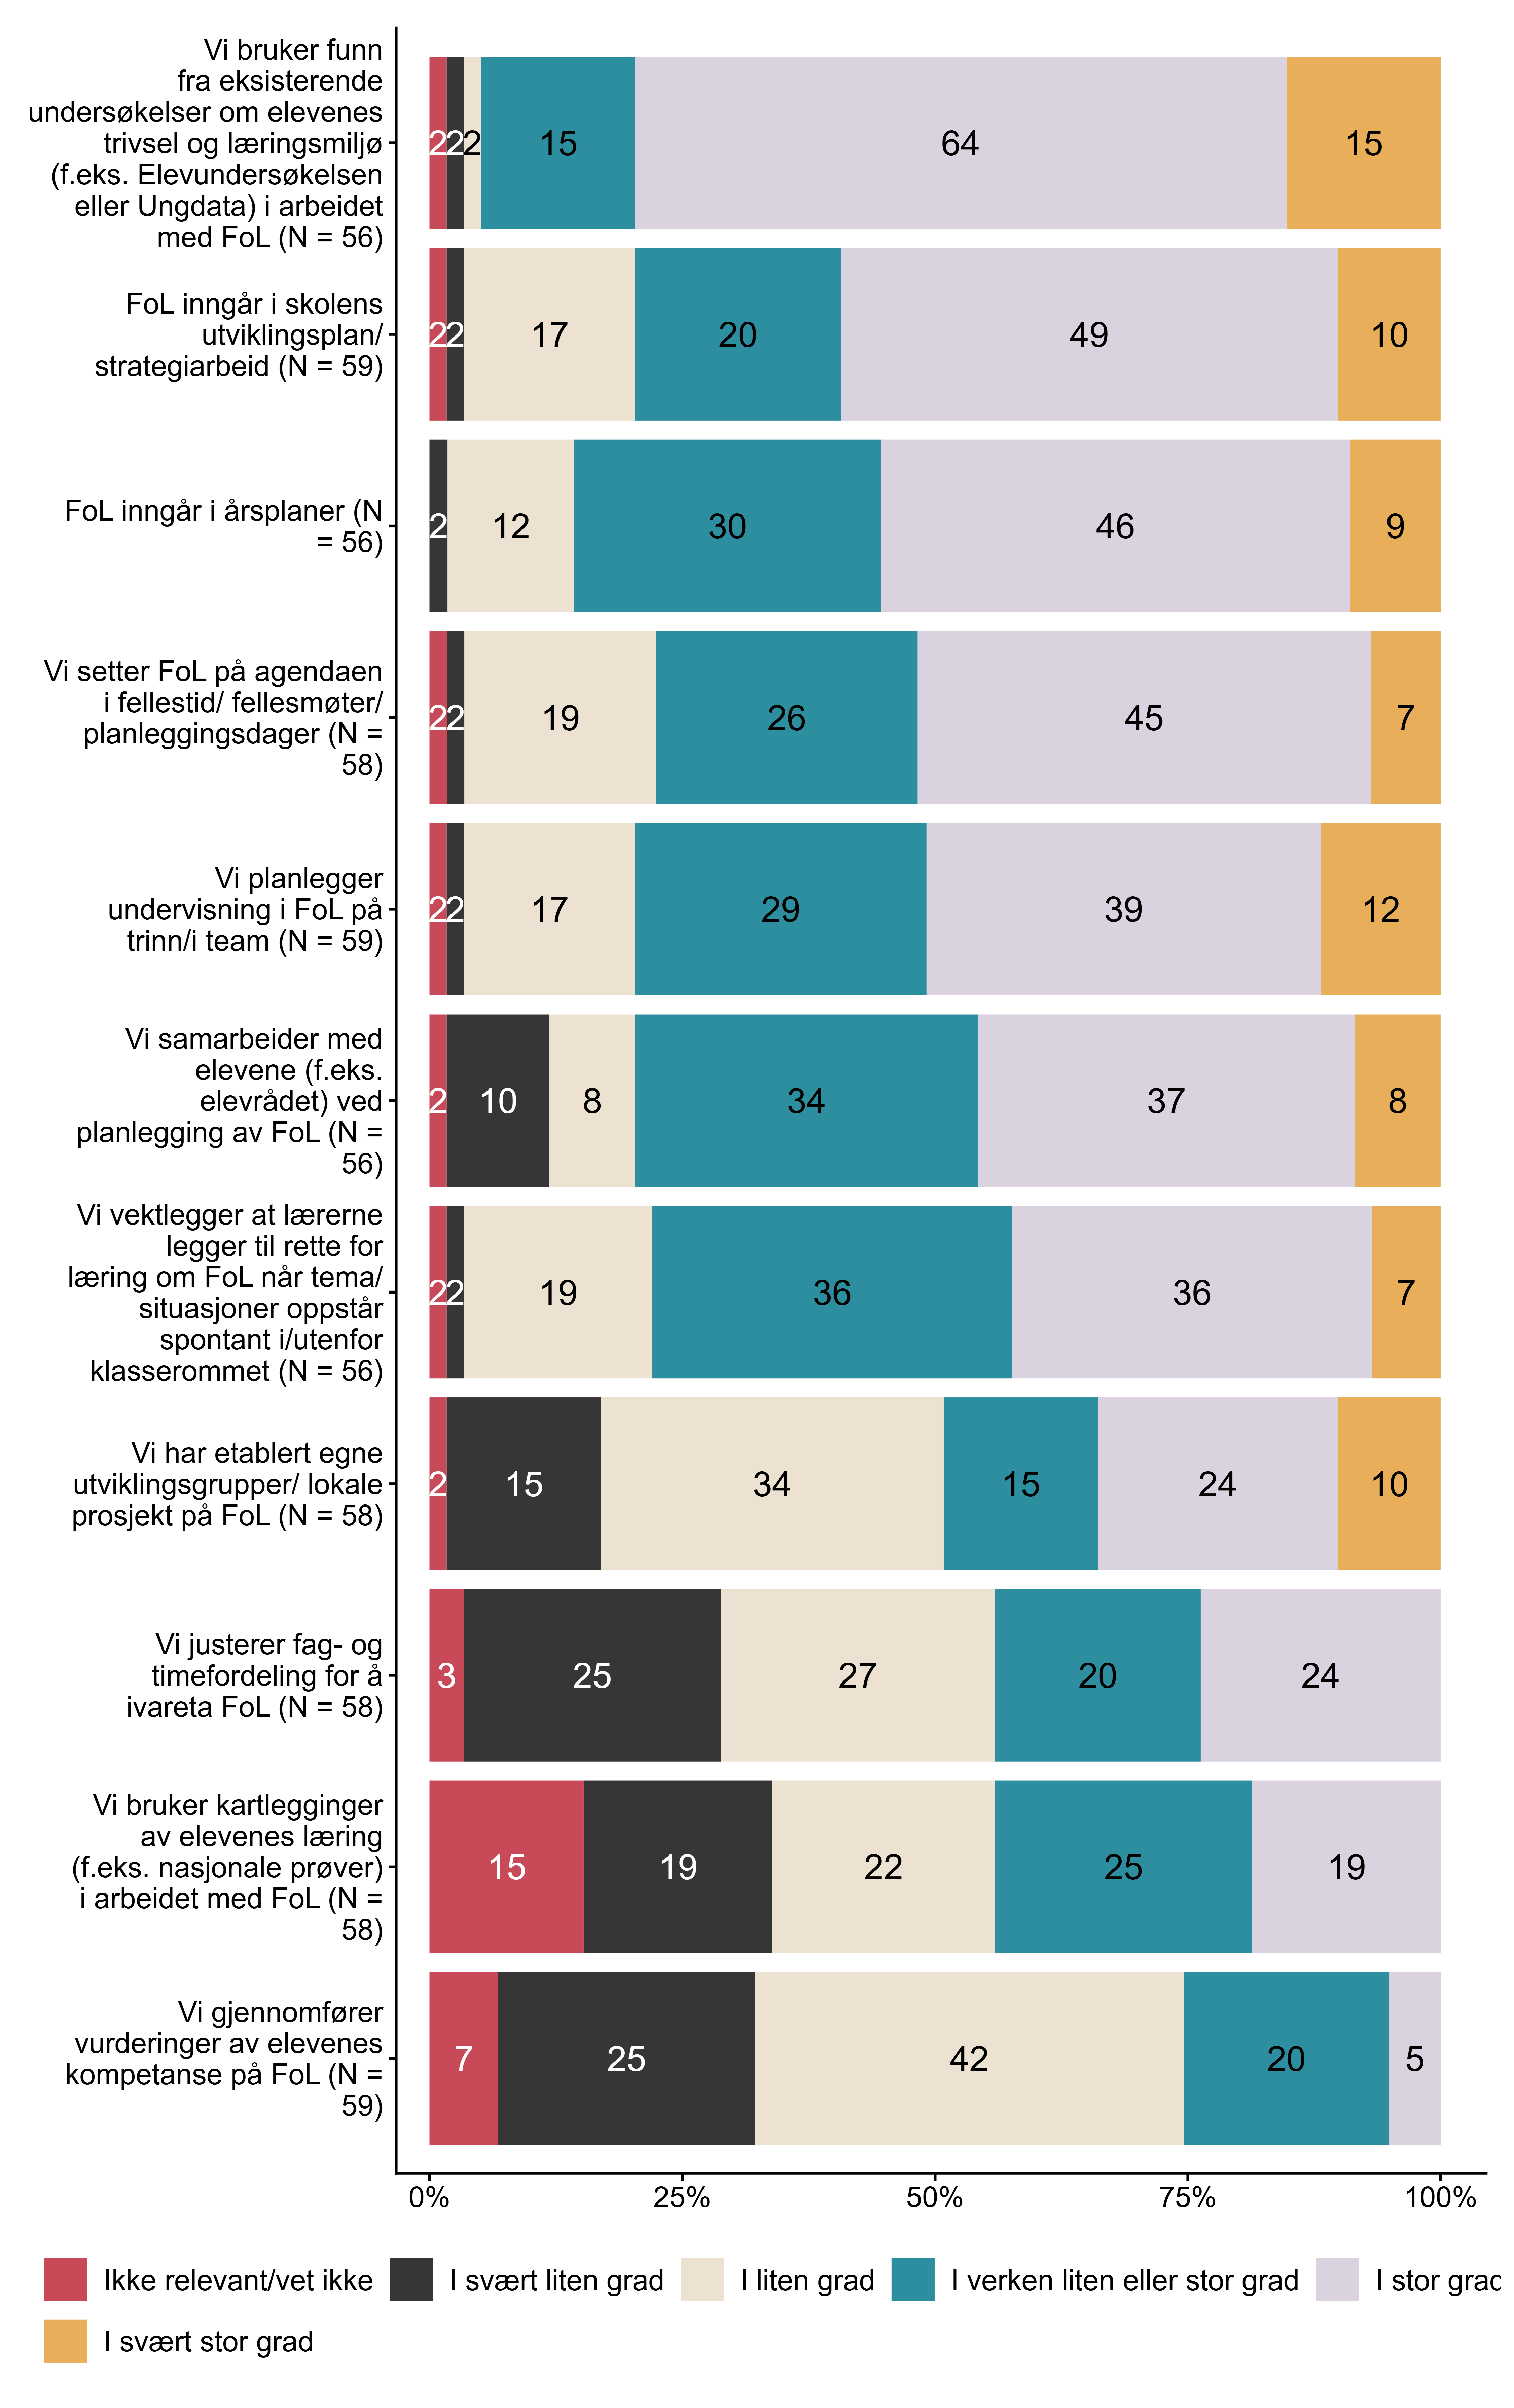 Vi bruker funn
fra eksisterende
undersøkelser om elevenes
trivsel og læringsmiljø
(f.eks. Elevundersøkelsen
eller Ungdata) i arbeidet
med FoL (N = 56)
2 2 2 15 64 15
FoL inngår i skolens
utviklingsplan/
strategiarbeid (N = 59)
2 2 17 20 49 10
FoL inngår i årsplaner (N
= 56)
2 12 30 46 9
Vi setter FoL på agendaen
i fellestid/ fellesmøter/
planleggingsdager (N =
58)
2 2 19 26 45 7
Vi planlegger
undervisning i FoL på
trinn/i team (N = 59)
2 2 17 29 39 12
Vi samarbeider med
elevene (f.eks.
elevrådet) ved
planlegging av FoL (N =
56)
2 10 8 34 37 8
Vi vektlegger at lærerne
legger til rette for
læring om FoL når tema/
situasjoner oppstår
spontant i/utenfor
klasserommet (N = 56)
2 2 19 36 36 7
Vi har etablert egne
utviklingsgrupper/ lokale
prosjekt på FoL (N = 58)
2 15 34 15 24 10
Vi justerer fag- og
timefordeling for å
ivareta FoL (N = 58)
3 25 27 20 24
Vi bruker kartlegginger
av elevenes læring
(f.eks. nasjonale prøver)
i arbeidet med FoL (N =
58)
15 19 22 25 19
Vi gjennomfører
vurderinger av elevenes
kompetanse på FoL (N =
59)
7 25 42 20 5
0% 25% 50% 75% 100%
Ikke relevant/vet ikke I svært liten grad I liten grad I verken liten eller stor grad I stor grad
I svært stor grad